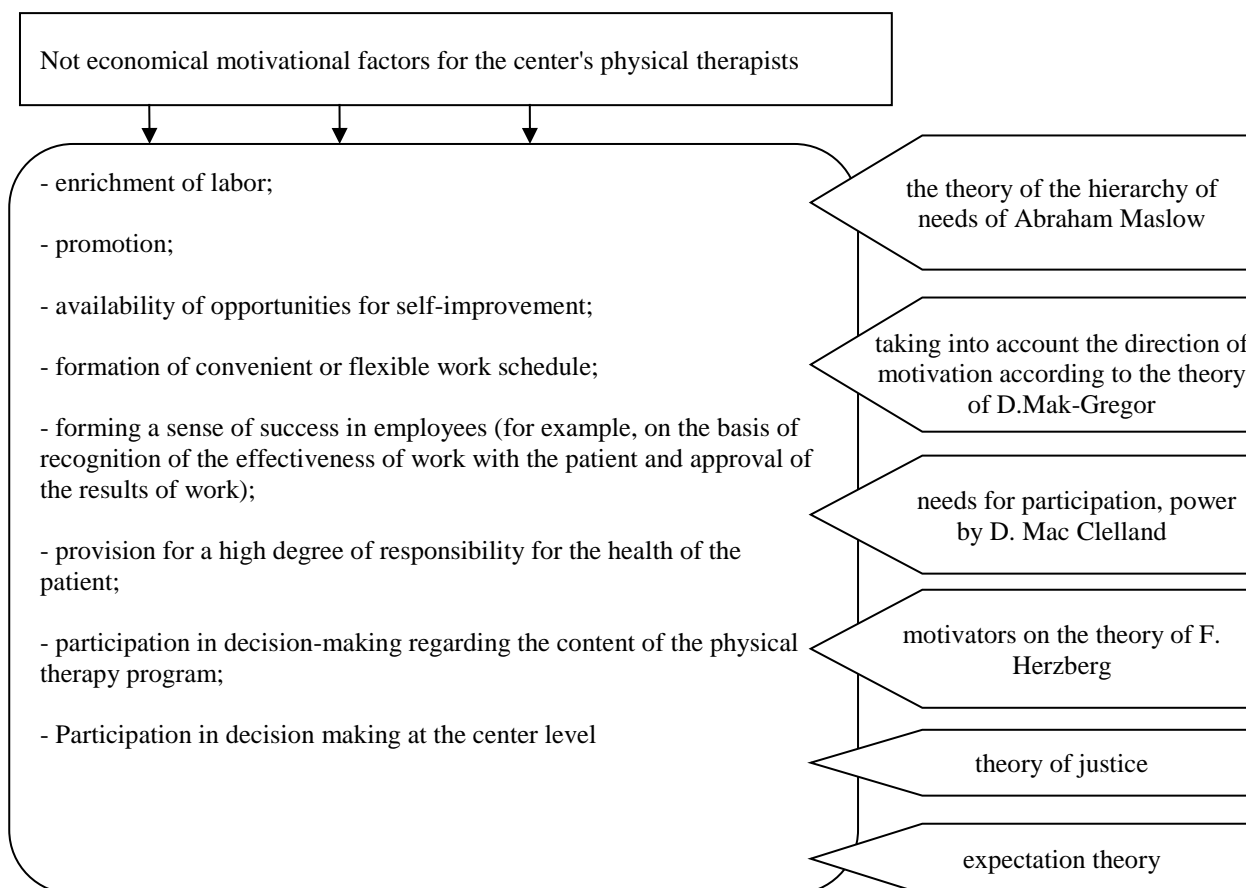 Not economical motivational factors for the center's physical therapists
- enrichment of labor;
- promotion;
- availability of opportunities for self-improvement;
- formation of convenient or flexible work schedule;
- forming a sense of success in employees (for example, on the basis of
recognition of the effectiveness of work with the patient and approval of
the results of work);
- provision for a high degree of responsibility for the health of the
patient;
- participation in decision-making regarding the content of the physical
therapy program;
- Participation in decision making at the center level
the theory of the hierarchy of
needs of Abraham Maslow
taking into account the direction of
motivation according to the theory
of D.Mak-Gregor
needs for participation, power
by D. Mac Clelland
motivators on the theory of F.
Herzberg
theory of justice
expectation theory